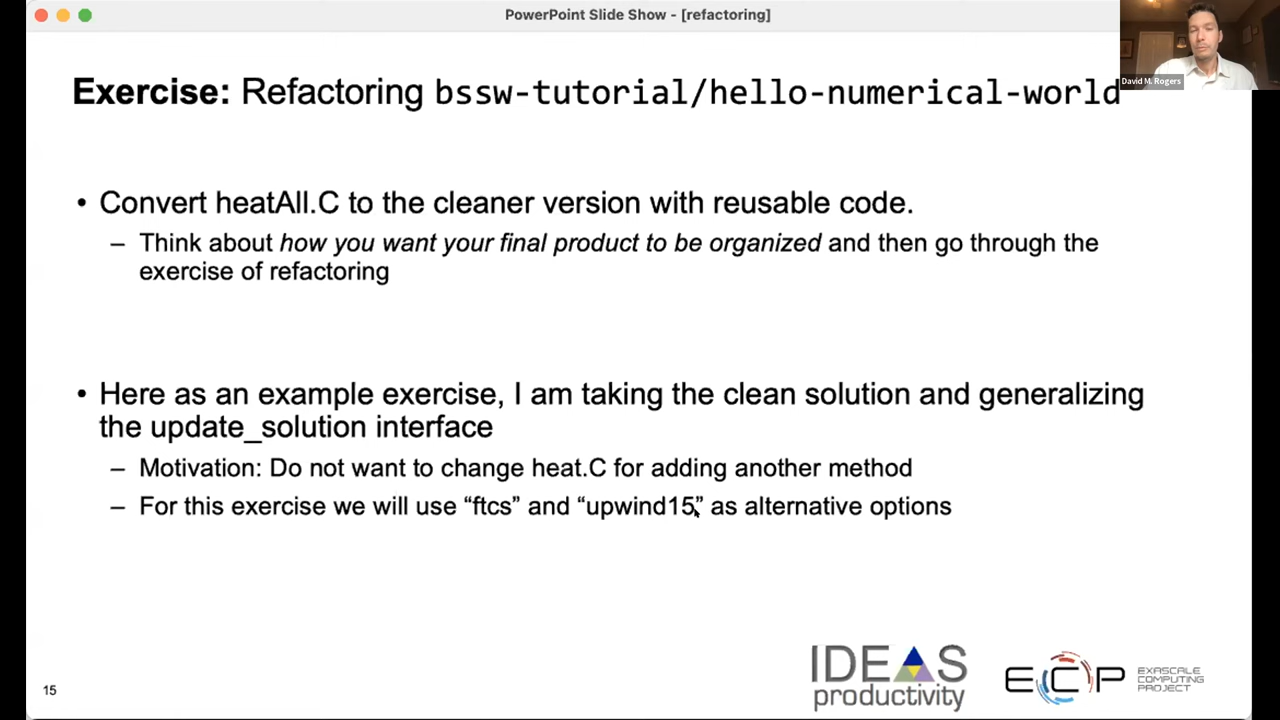 PowerPoint Slide Show - [refactoring]
David M. Rogers
Exercise: Refactoring bssw-tutorial/hello-numerical-world
• Convert heatAll.C to the cleaner version with reusable code.
– Think about how you want your final product to be organized and then go through the
exercise of refactoring
• Here as an example exercise, I am taking the clean solution and generalizing
the update_solution interface
– Motivation: Do not want to change heat.C for adding another method
– For this exercise we will use “ftcs” and “upwind15” as alternative options
15
IDEAS
productivity
ECP
EXASCALE
COMPUTING
PROJECT